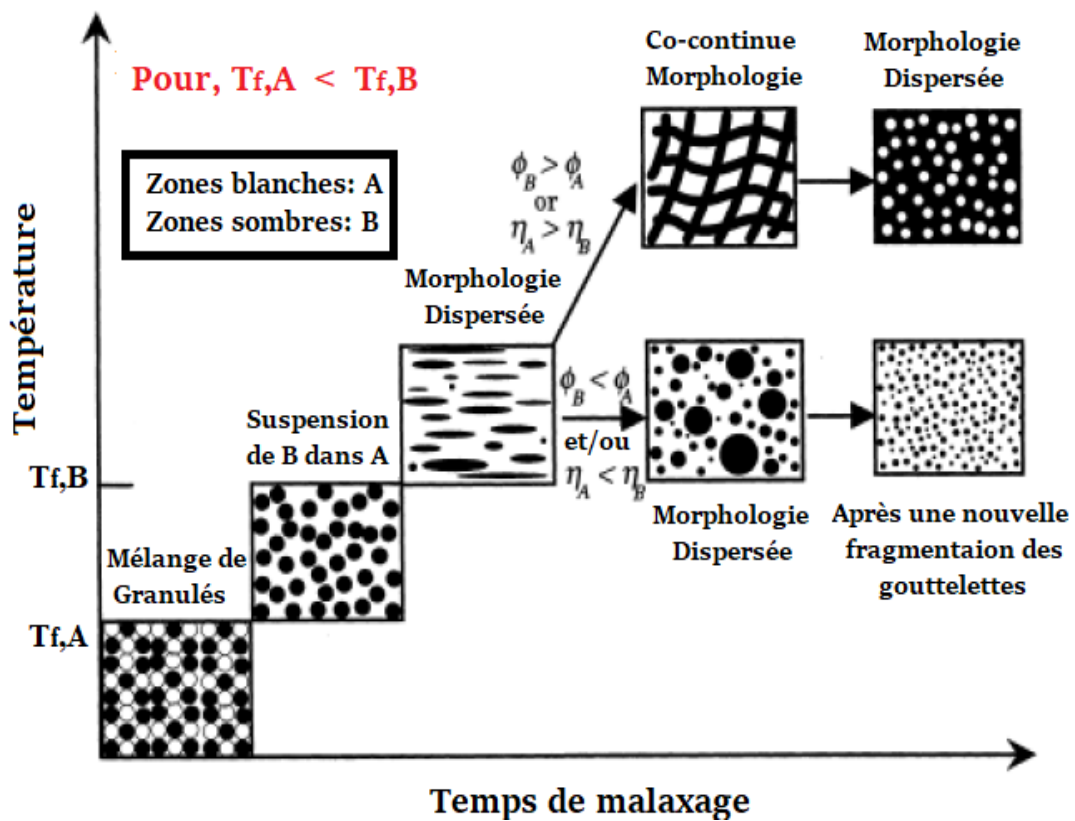 Pour, Tf,A < Tf,B
Zones blanches: A
Zones sombres: B
Co-continue
Morphologie
Morphologie
Dispersée
ϕB > ϕA
or
ηA > ηB
Morphologie
Dispersée
ϕB < ϕA
et/ou
ηA < ηB
Suspension
de B dans A
Mélange de
Granulés
Morphologie
Dispersée
Après une nouvelle
fragmentaion des
gouttelettes
Température
Tf,B
Tf,A
Temps de malaxage